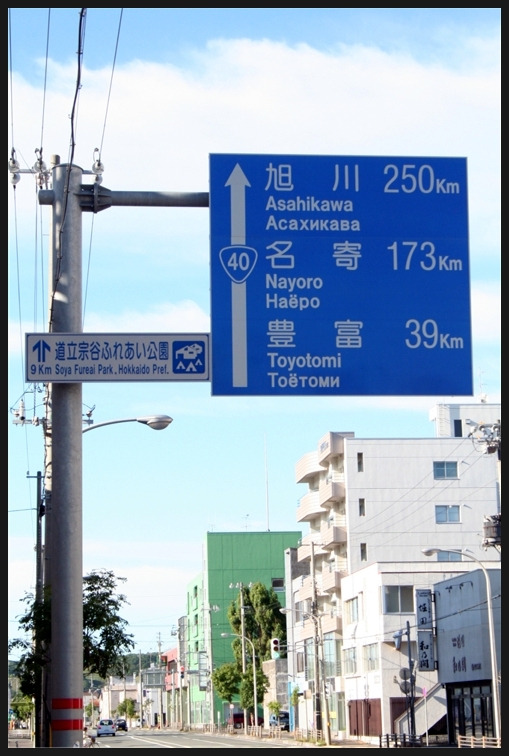 旭川 250Km
Asahikawa
Асахикава
40
名寄 173Km
Nayoro
Наёро
豊富 39Km
Toyotomi
Тоётоми
道立宗谷ふれあい公園
9 Km Soya Fureai Park, Hokkaido Pref.